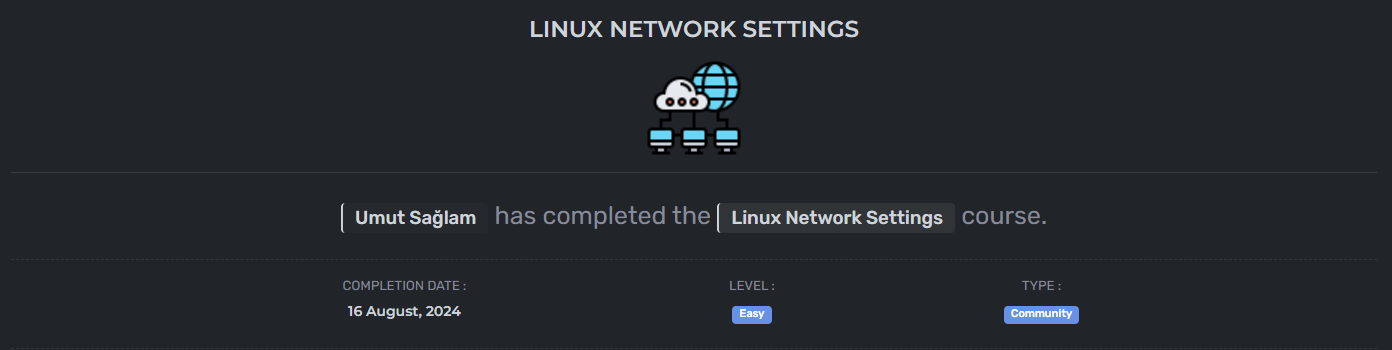 LINUX NETWORK SETTINGS
Umut Sağlam has completed the Linux Network Settings course.
COMPLETION DATE :
16 August, 2024
LEVEL :
Easy
TYPE :
Community